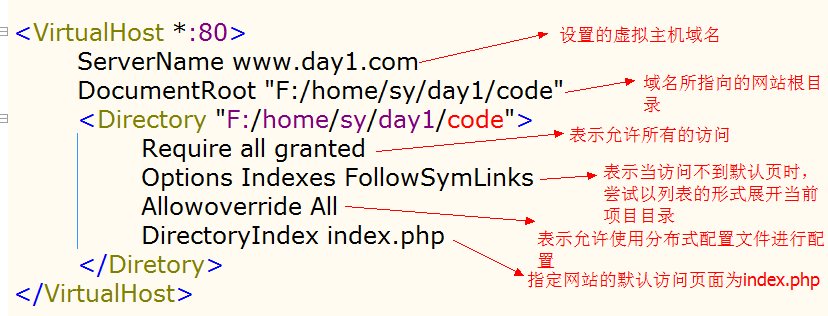 <VirtualHost *:80>
设置的虚拟主机域名
ServerName www.day1.com
DocumentRoot "F:/home/sy/day1/code"
域名所指向的网站根目
录
<Directory "F:/home/sy/day1/code">
表示允许所有的访问
Require all granted
Options Indexes FollowSymLinks
表示当访问不到默认页时，
尝试以列表的形式展开当前
项目目录
Allowoverride All
表示允许使用分布式配置文件进行配
置
DirectoryIndex index.php
指定网站的默认访问页面为index.php
</Diretory>
</VirtualHost>